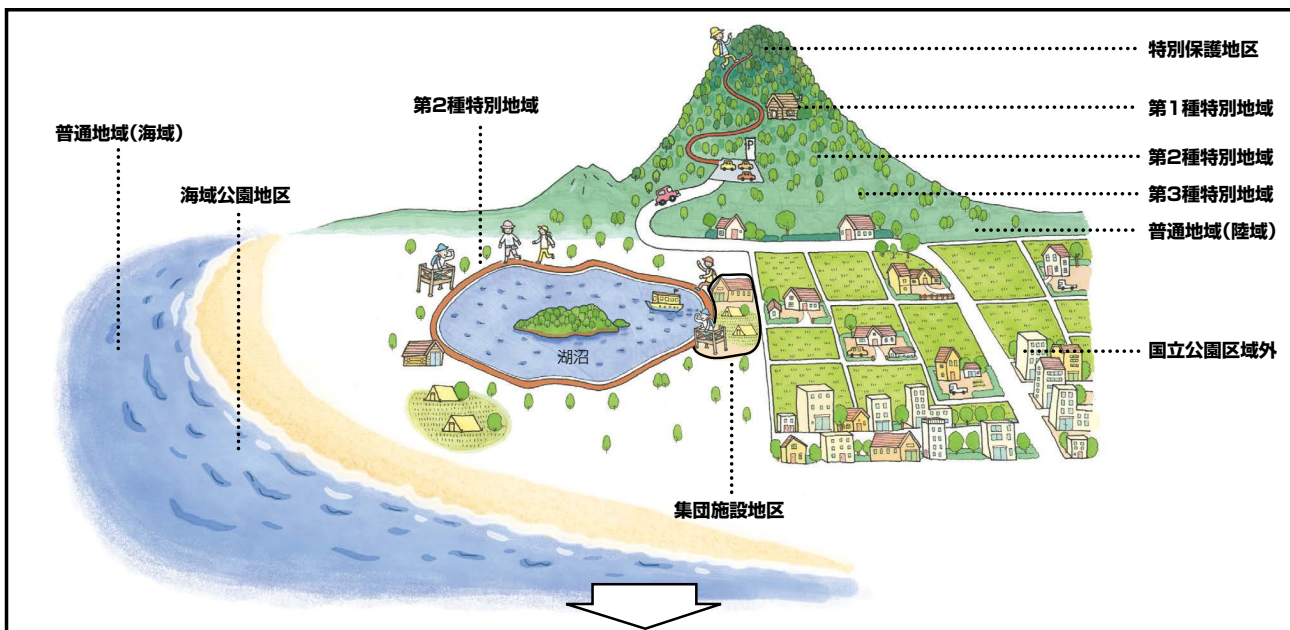 特別保護地区
第1種特別地域
第2種特別地域
第2種特別地域
普通地域(海域)
海域公園地区
第3種特別地域
普通地域(陸域)
P
湖沼
国立公園区域外
集団施設地区